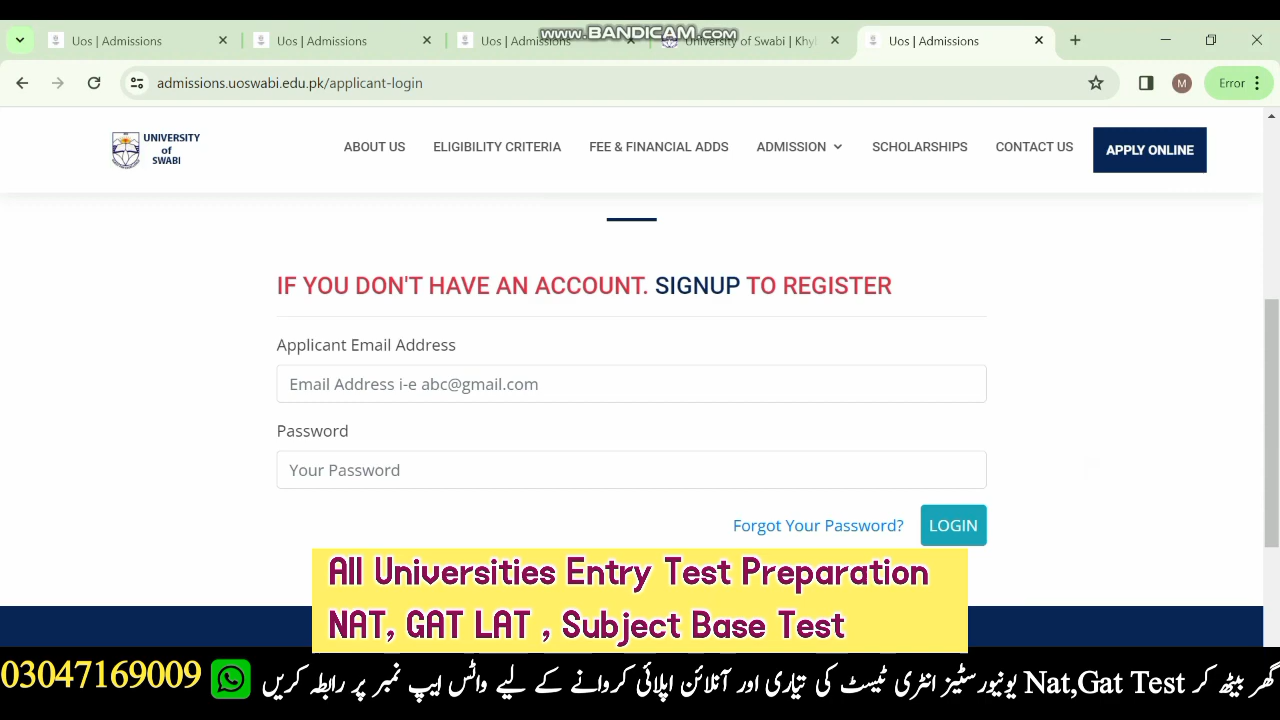 www.BANDICAM.com
Uos | Admissions
Uos | Admissions
Uos | Admissions
University of Swabi | Khy
Uos | Admissions
admissions.uoswabi.edu.pk/applicant-login
M
Error
UNIVERSITY
of
SWABI
ABOUT US
ELIGIBILITY CRITERIA
FEE & FINANCIAL ADDS
ADMISSION
SCHOLARSHIPS
CONTACT US
APPLY ONLINE
IF YOU DON'T HAVE AN ACCOUNT. SIGNUP TO REGISTER
Applicant Email Address
Email Address i-e abc@gmail.com
Password
Your Password
Forgot Your Password?
LOGIN
All Universities Entry Test Preparation
NAT, GAT LAT , Subject Base Test
گھر بیٹھ کر Nat,Gat Test یونیورسٹیز انٹری ٹیسٹ کی تیاری اور آنلائن اپلائی کروانے کے لیے واٹس ایپ نمبر پر رابطہ کریں
03047169009